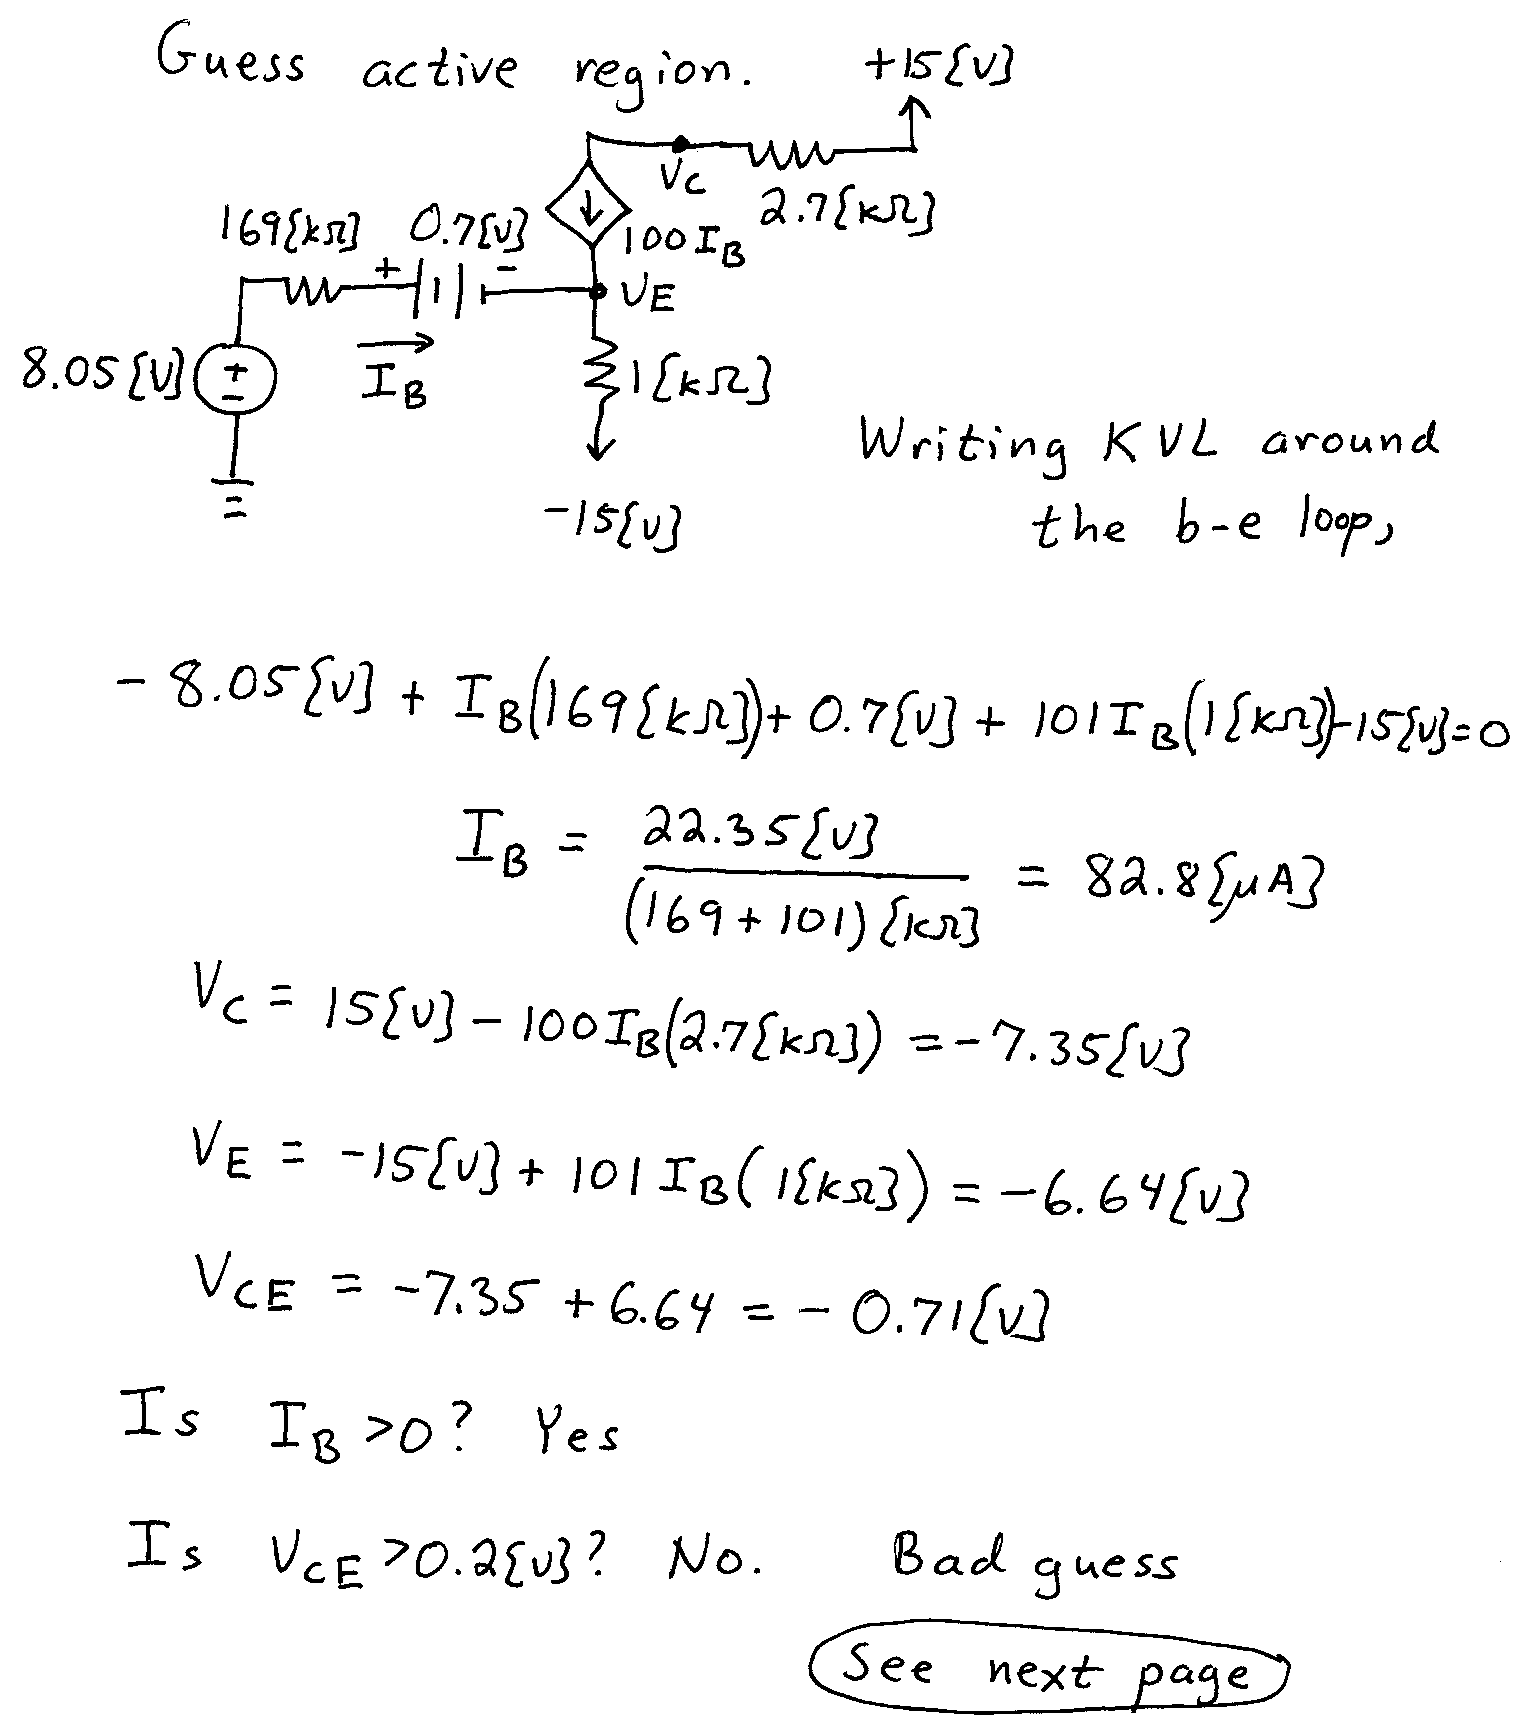 Guess active region. +15{V}
VC
169{kΩ} 0.7{V} 2.7{kΩ}
100 IB
+ -
VE
8.05{V} + - IB 1{kΩ}
Writing KVL around
-15{V} the b-e loop,
- 8.05{V} + IB(169{kΩ}) + 0.7{V} + 101IB(1{kΩ}) - 15{V} = 0
IB = 22.35{V} / (169 + 101){kΩ} = 82.8{μA}
VC = 15{V} - 100IB(2.7{kΩ}) = -7.35{V}
VE = -15{V} + 101 IB(1{kΩ}) = -6.64{V}
VCE = -7.35 + 6.64 = - 0.71{V}
Is IB >0? Yes
Is VCE >0.2{V}? No. Bad guess
See next page